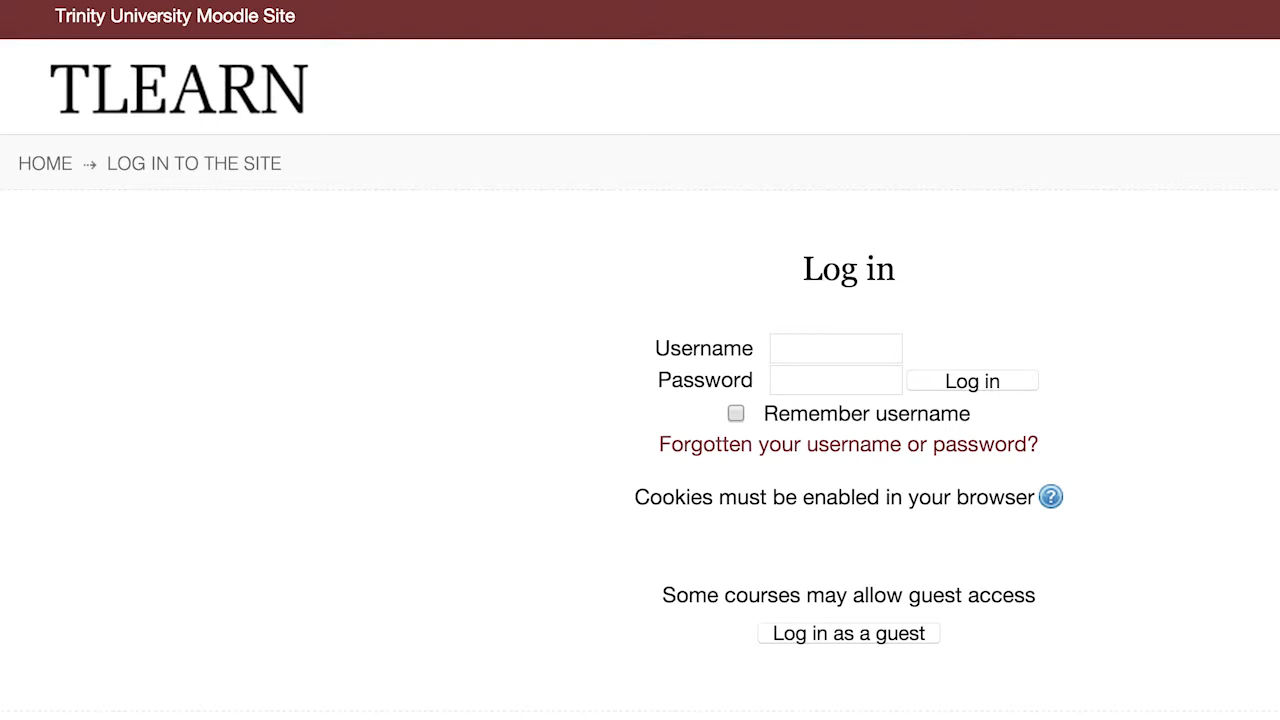 Trinity University Moodle Site
TLEARN
HOME ⇢ LOG IN TO THE SITE
Log in
Username
Password Log in
Remember username
Forgotten your username or password?
Cookies must be enabled in your browser ?
Some courses may allow guest access
Log in as a guest